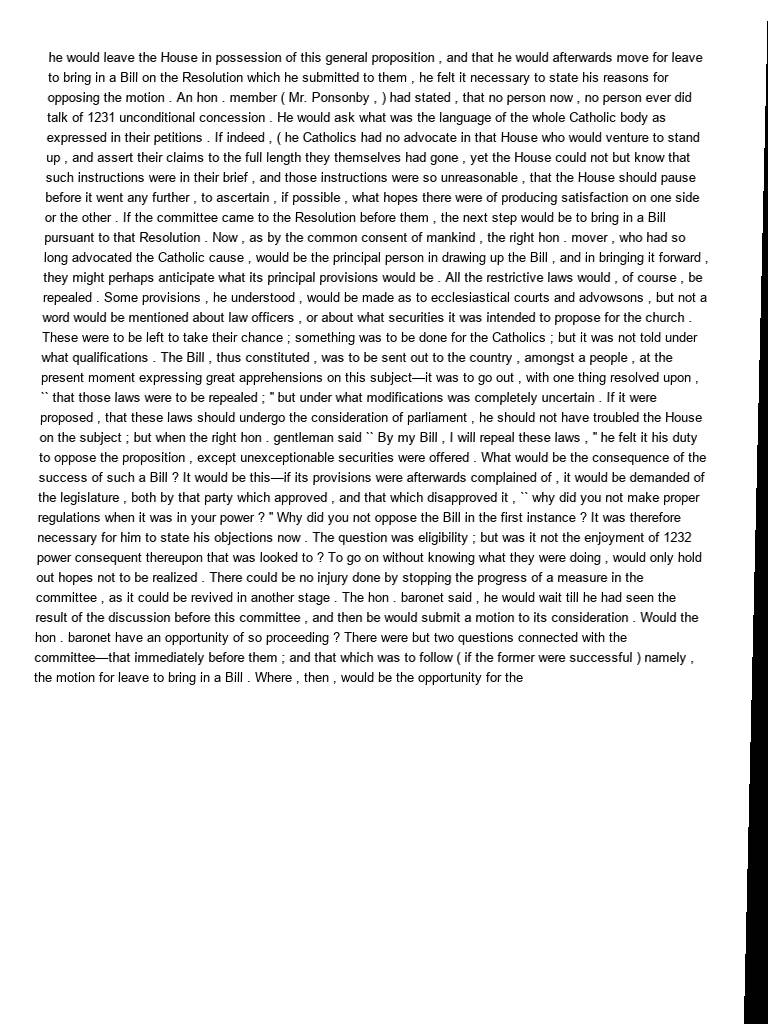 he would leave the House in possession of this general proposition , and that he would afterwards move for leave
to bring in a Bill on the Resolution which he submitted to them , he felt it necessary to state his reasons for
opposing the motion . An hon . member ( Mr. Ponsonby , ) had stated , that no person now , no person ever did
talk of 1231 unconditional concession . He would ask what was the language of the whole Catholic body as
expressed in their petitions . If indeed , ( he Catholics had no advocate in that House who would venture to stand
up , and assert their claims to the full length they themselves had gone , yet the House could not but know that
such instructions were in their brief , and those instructions were so unreasonable , that the House should pause
before it went any further , to ascertain , if possible , what hopes there were of producing satisfaction on one side
or the other . If the committee came to the Resolution before them , the next step would be to bring in a Bill
pursuant to that Resolution . Now , as by the common consent of mankind , the right hon . mover , who had so
long advocated the Catholic cause , would be the principal person in drawing up the Bill , and in bringing it forward ,
they might perhaps anticipate what its principal provisions would be . All the restrictive laws would , of course , be
repealed . Some provisions , he understood , would be made as to ecclesiastical courts and advowsons , but not a
word would be mentioned about law officers , or about what securities it was intended to propose for the church .
These were to be left to take their chance ; something was to be done for the Catholics ; but it was not told under
what qualifications . The Bill , thus constituted , was to be sent out to the country , amongst a people , at the
present moment expressing great apprehensions on this subject—it was to go out , with one thing resolved upon ,
`` that those laws were to be repealed ; " but under what modifications was completely uncertain . If it were
proposed , that these laws should undergo the consideration of parliament , he should not have troubled the House
on the subject ; but when the right hon . gentleman said `` By my Bill , I will repeal these laws , " he felt it his duty
to oppose the proposition , except unexceptionable securities were offered . What would be the consequence of the
success of such a Bill ? It would be this—if its provisions were afterwards complained of , it would be demanded of
the legislature , both by that party which approved , and that which disapproved it , `` why did you not make proper
regulations when it was in your power ? " Why did you not oppose the Bill in the first instance ? It was therefore
necessary for him to state his objections now . The question was eligibility ; but was it not the enjoyment of 1232
power consequent thereupon that was looked to ? To go on without knowing what they were doing , would only hold
out hopes not to be realized . There could be no injury done by stopping the progress of a measure in the
committee , as it could be revived in another stage . The hon . baronet said , he would wait till he had seen the
result of the discussion before this committee , and then be would submit a motion to its consideration . Would the
hon . baronet have an opportunity of so proceeding ? There were but two questions connected with the
committee—that immediately before them ; and that which was to follow ( if the former were successful ) namely ,
the motion for leave to bring in a Bill . Where , then , would be the opportunity for the